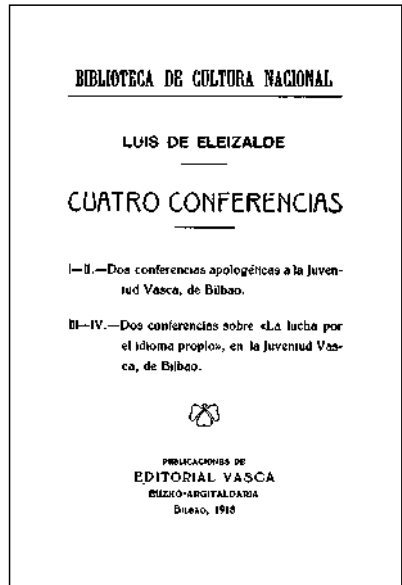 BIBLIOTECA DE CULTURA NACIONAL
LUIS DE ELEIZALDE
CUATRO CONFERENCIAS
I—II.—Dos conferencias apologéticas a la Juven-
tud Vasca, de Bilbao.
III—IV.—Dos conferencias sobre «La lucha por
el idioma propio», en la Juventud Vas-
ca, de Bilbao.
PUBLICACIONES DE
EDITORIAL VASCA
EUZKO-ARGITALDARIA
BILBAO, 1918